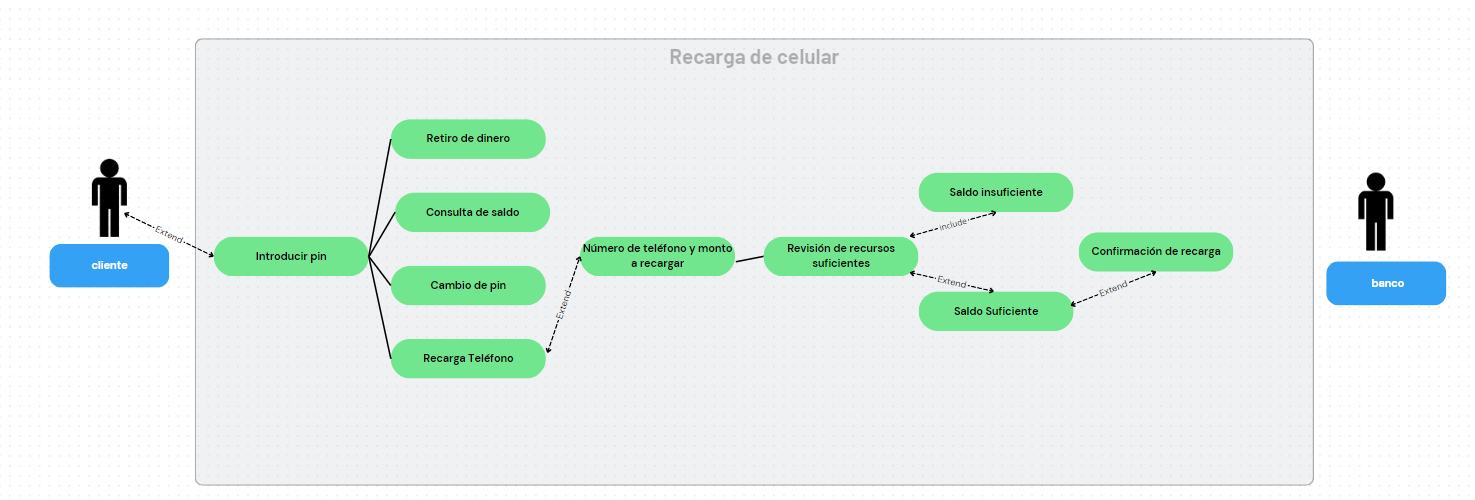 Recarga de celular
Retiro de dinero
Consulta de saldo
Extend
cliente
Introducir pin
Cambio de pin
Recarga Teléfono
Extend
Número de teléfono y monto
a recargar
Revisión de recursos
suficientes
include
Saldo insuficiente
Extend
Saldo Suficiente
Extend
Confirmación de recarga
banco